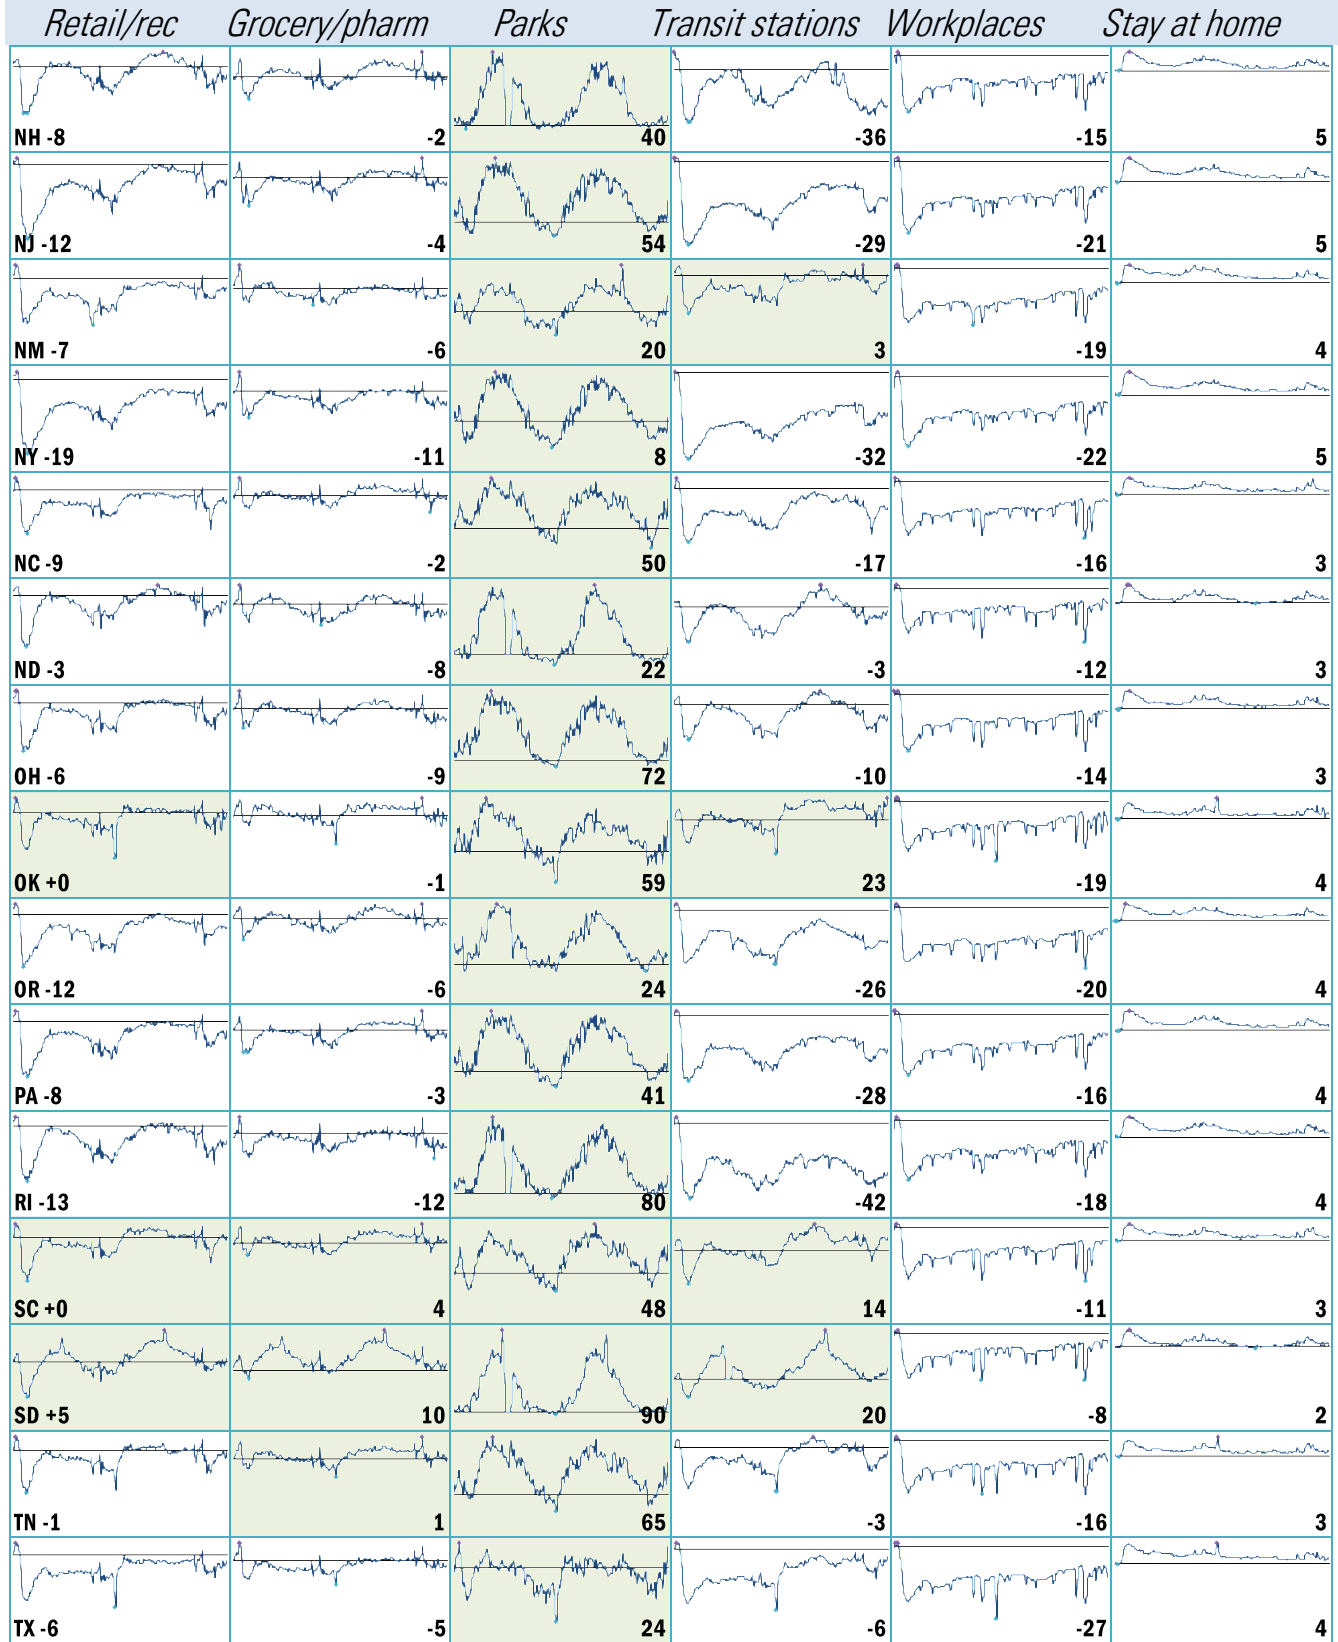 Retail/rec Grocery/pharm Parks Transit stations Workplaces Stay at home
NH -8 -2 40 -36 -15 5
NJ -12 -4 54 -29 -21 5
NM -7 -6 20 3 -19 4
NY -19 -11 8 -32 -22 5
NC -9 -2 50 -17 -16 3
ND -3 -8 22 -3 -12 3
OH -6 -9 72 -10 -14 3
OK +0 -1 59 23 -19 4
OR -12 -6 24 -26 -20 4
PA -8 -3 41 -28 -16 4
RI -13 -12 80 -42 -18 4
SC +0 4 48 14 -11 3
SD +5 10 90 20 -8 2
TN -1 1 65 -3 -16 3
TX -6 -5 24 -6 -27 4